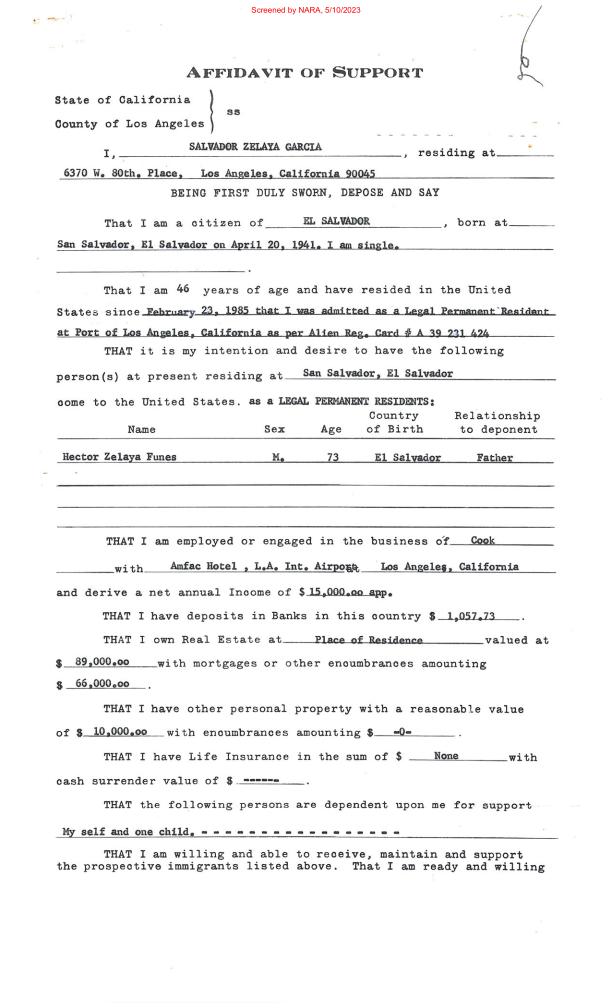 Screened by NARA, 5/10/2023
AFFIDAVIT OF SUPPORT
State of California
ss
County of Los Angeles
I, SALVADOR ZELAYA GARCIA, residing at
6370 W. 80th. Place, Los Angeles, California 90045
BEING FIRST DULY SWORN, DEPOSE AND SAY
That I am a citizen of EL SALVADOR, born at
San Salvador, El Salvador on April 20, 1941. I am single.
.
That I am 46 years of age and have resided in the United
States since February 23, 1985 that I was admitted as a Legal Permanent Resident
at Port of Los Angeles, California as per Alien Reg. Card # A 39 231 424
THAT it is my intention and desire to have the following
person(s) at present residing at San Salvador, El Salvador
come to the United States. as a LEGAL PERMANENT RESIDENTS:
Country Relationship
Name Sex Age of Birth to deponent
Hector Zelaya Funes M. 73 El Salvador Father
THAT I am employed or engaged in the business of Cook
with Amfac Hotel , L.A. Int. Airport Los Angeles, California
and derive a net annual Income of $ 15,000.oo app.
THAT I have deposits in Banks in this country $ 1,057.73 .
THAT I own Real Estate at Place of Residence valued at
$ 89,000.oo with mortgages or other encumbrances amounting
$ 66,000.oo .
THAT I have other personal property with a reasonable value
of $ 10,000.oo with encumbrances amounting $ -0- .
THAT I have Life Insurance in the sum of $ None with
cash surrender value of $ ------ .
THAT the following persons are dependent upon me for support
My self and one child. - - - - - - - - - - - - - - - - -
THAT I am willing and able to receive, maintain and support
the prospective immigrants listed above. That I am ready and willing